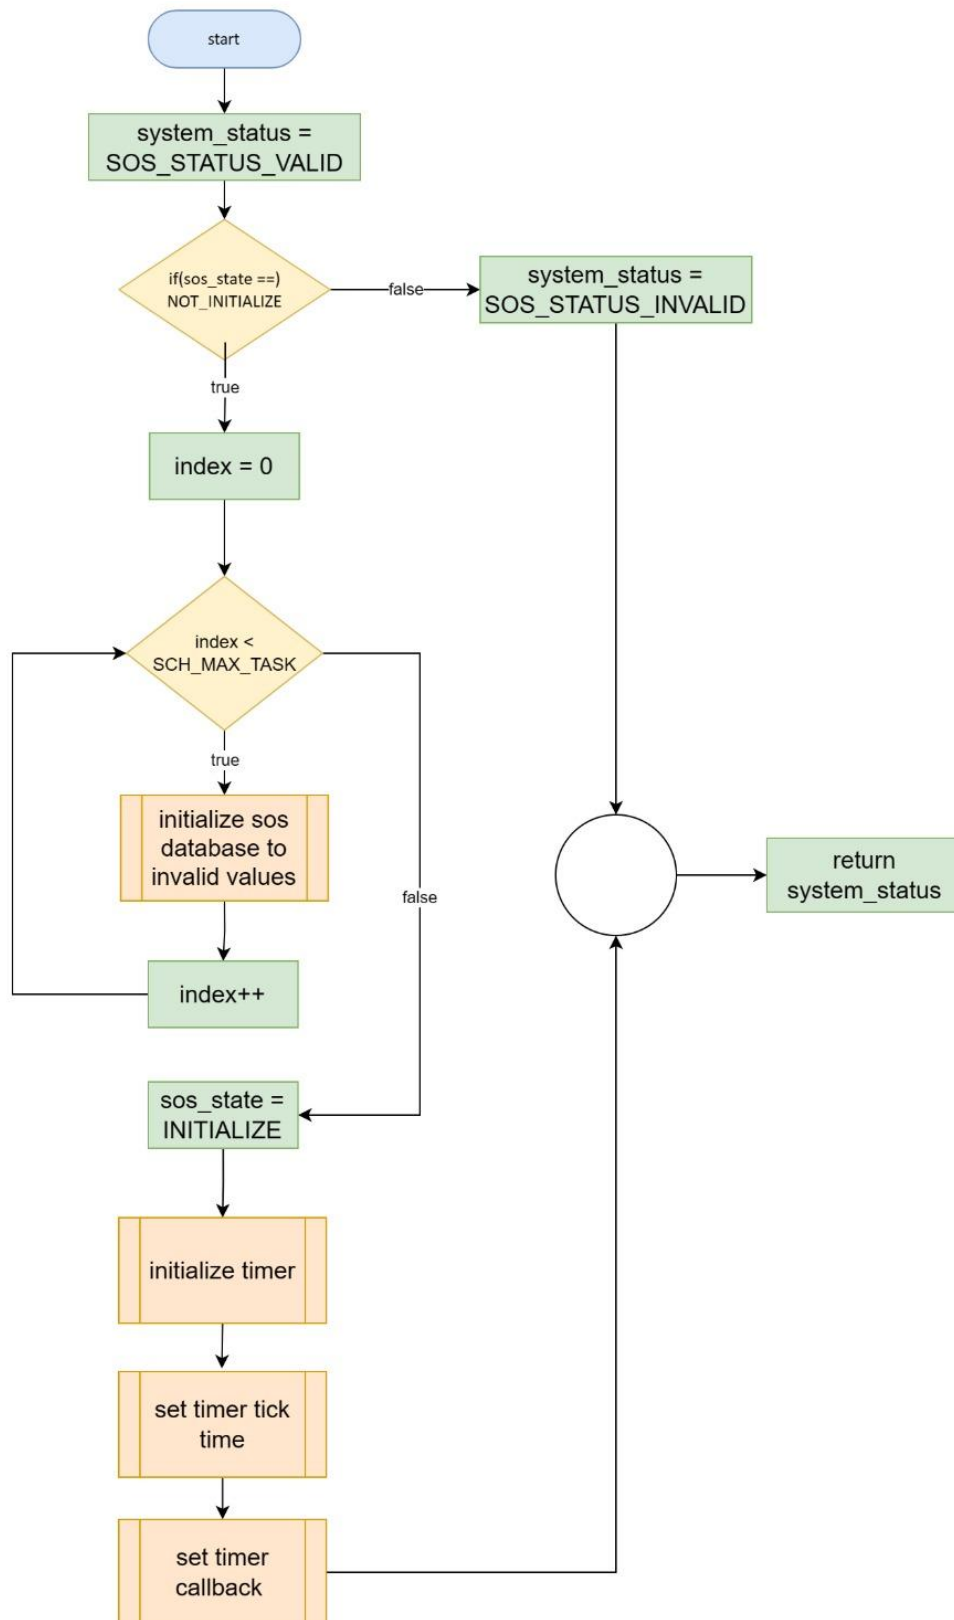 start
system_status =
SOS_STATUS_VALID
if(sos_state ==)
NOT_INITIALIZE
false
system_status =
SOS_STATUS_INVALID
true
index = 0
index <
SCH_MAX_TASK
true
initialize sos
database to
invalid values
false
return
system_status
index++
sos_state =
INITIALIZE
initialize timer
set timer tick
time
set timer
callback